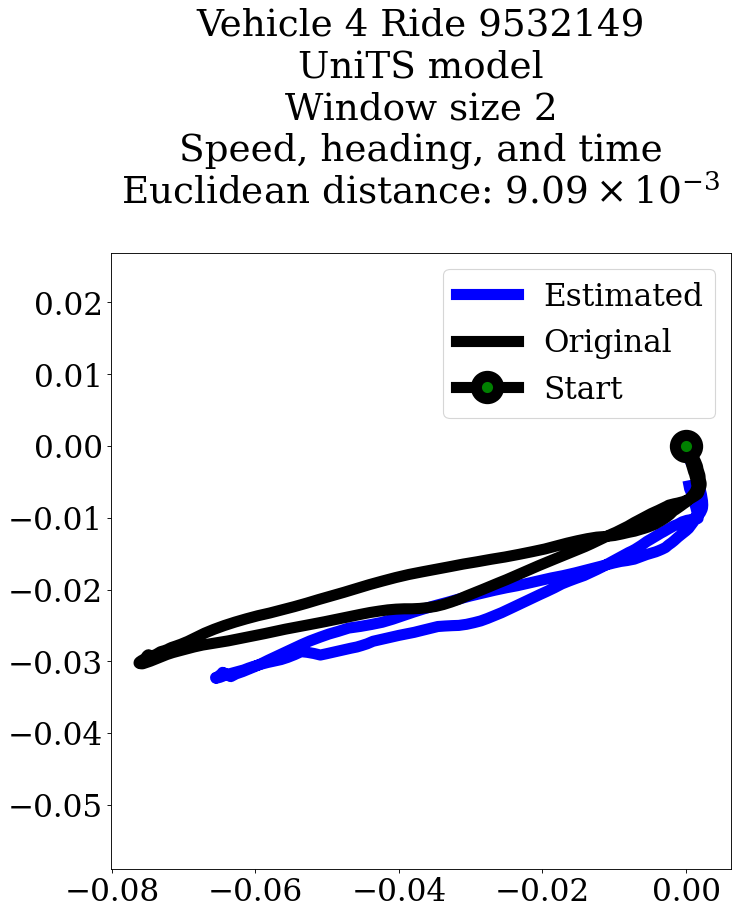 Vehicle 4 Ride 9532149
UniTS model
Window size 2
Speed, heading, and time
Euclidean distance: 9.09 × 10⁻³
Estimated
Original
Start
0.02
0.01
0.00
−0.01
−0.02
−0.03
−0.04
−0.05
−0.08 −0.06 −0.04 −0.02 0.00